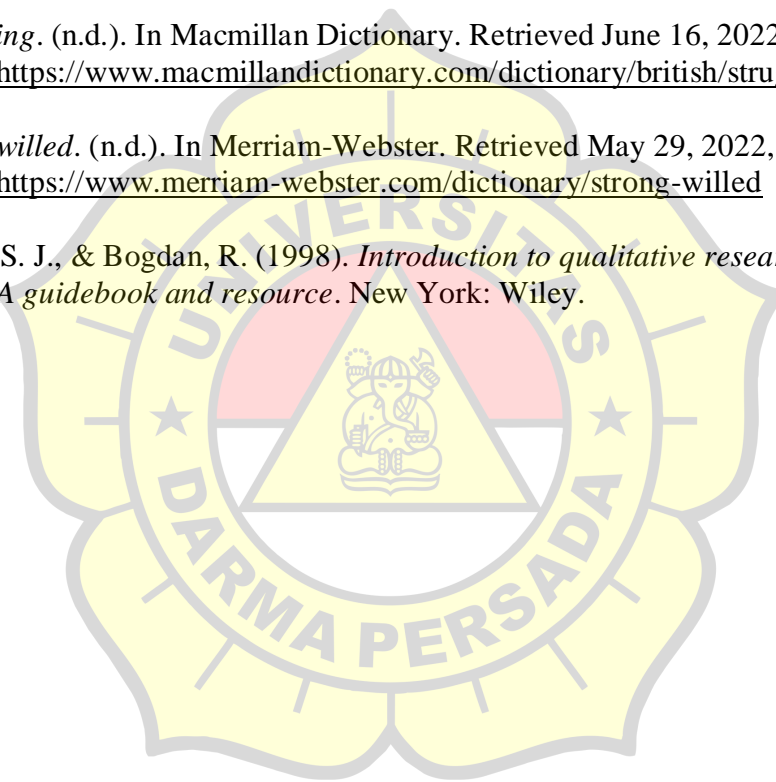 ing. (n.d.). In Macmillan Dictionary. Retrieved June 16, 2022
https://www.macmillandictionary.com/dictionary/british/stru
willed. (n.d.). In Merriam-Webster. Retrieved May 29, 2022,
https://www.merriam-webster.com/dictionary/strong-willed
S. J., & Bogdan, R. (1998). Introduction to qualitative resea
A guidebook and resource. New York: Wiley.
UNIVERSITAS
DARMA PERSADA